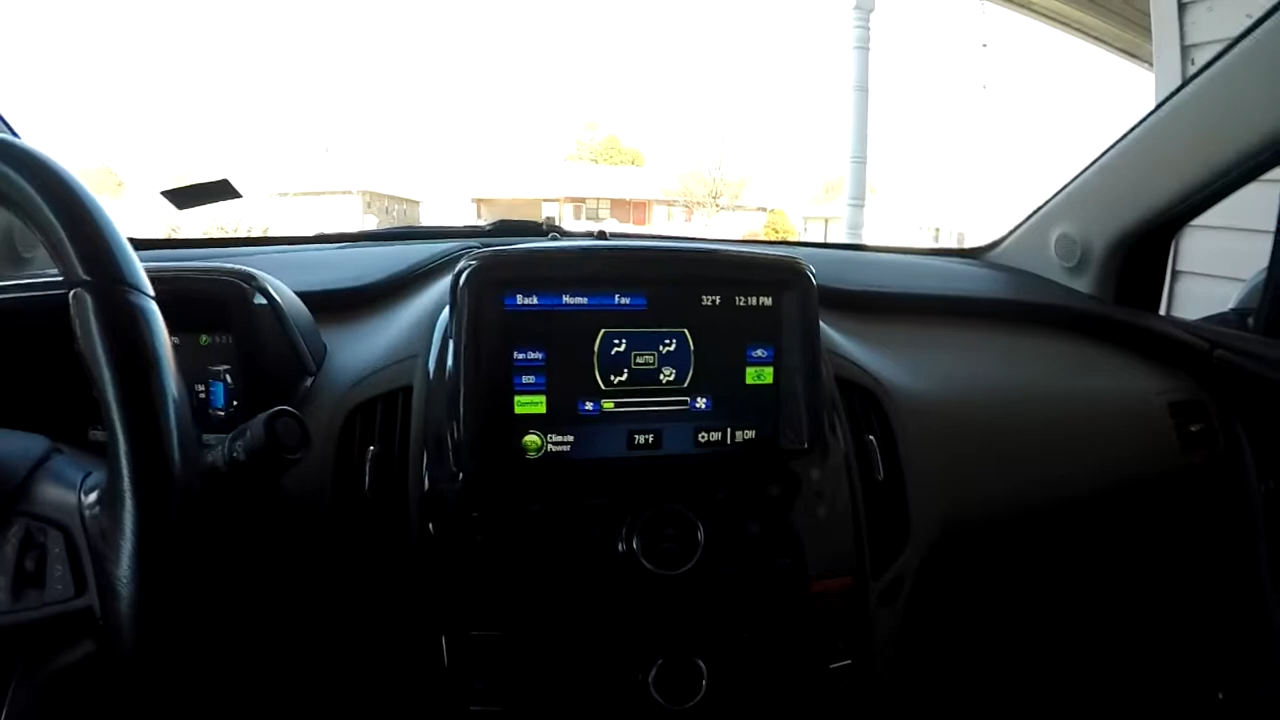 Back Home Fav 32°F 12:18 PM
Fan Only
AUTO
ECO
Comfort
Climate
Power
78°F
Off Off